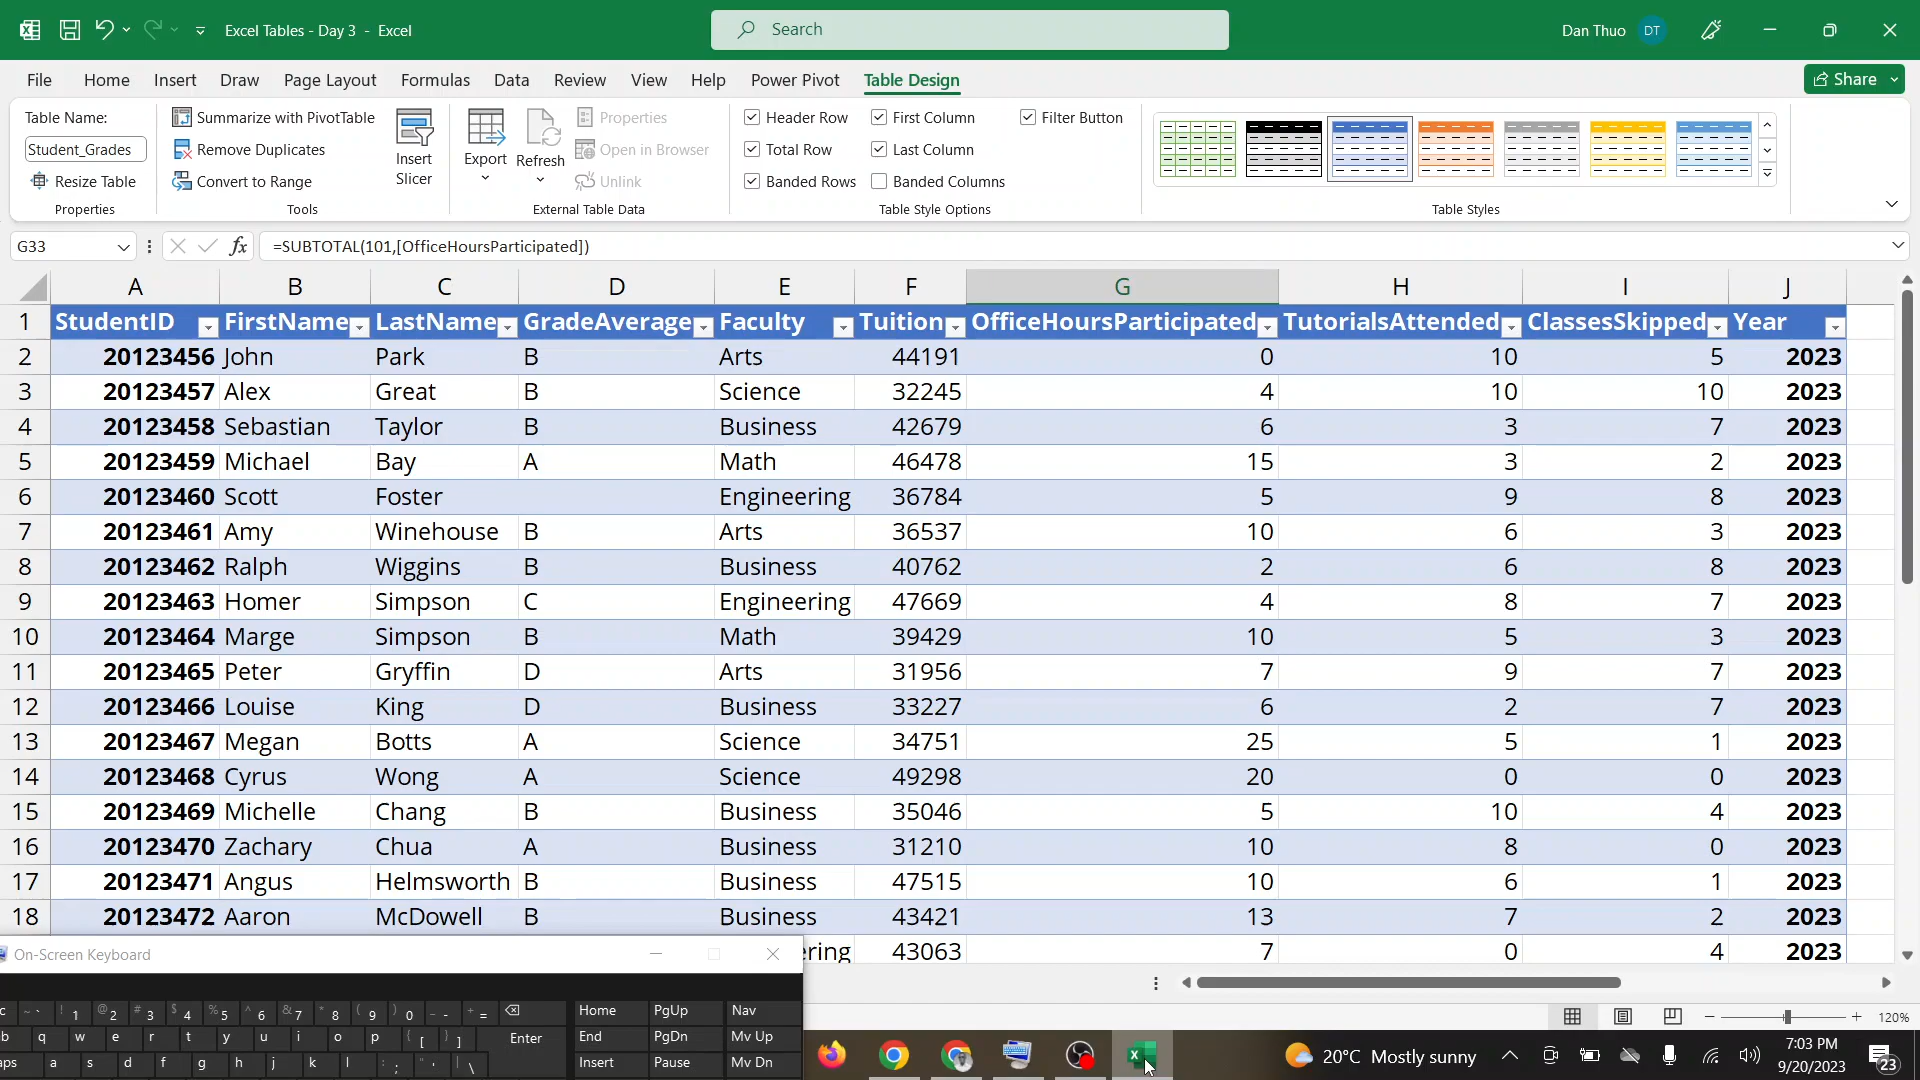 Excel Tables - Day 3 - Excel
Search
Dan Thuo DT
File Home Insert Draw Page Layout Formulas Data Review View Help Power Pivot Table Design
Share
Table Name:
Student_Grades
Resize Table
Properties
Summarize with PivotTable
Remove Duplicates
Convert to Range
Tools
Insert
Slicer
Export
Refresh
Properties
Open in Browser
Unlink
External Table Data
Header Row First Column Filter Button
Total Row Last Column
Banded Rows Banded Columns
Table Style Options
Table Styles
G33 fx =SUBTOTAL(101,[OfficeHoursParticipated])
A B C D E F G H I J
1 StudentID FirstName LastName GradeAverage Faculty Tuition OfficeHoursParticipated TutorialsAttended ClassesSkipped Year
2 20123456 John Park B Arts 44191 0 10 5 2023
3 20123457 Alex Great B Science 32245 4 10 10 2023
4 20123458 Sebastian Taylor B Business 42679 6 3 7 2023
5 20123459 Michael Bay A Math 46478 15 3 2 2023
6 20123460 Scott Foster Engineering 36784 5 9 8 2023
7 20123461 Amy Winehouse B Arts 36537 10 6 3 2023
8 20123462 Ralph Wiggins B Business 40762 2 6 8 2023
9 20123463 Homer Simpson C Engineering 47669 4 8 7 2023
10 20123464 Marge Simpson B Math 39429 10 5 3 2023
11 20123465 Peter Gryffin D Arts 31956 7 9 7 2023
12 20123466 Louise King D Business 33227 6 2 7 2023
13 20123467 Megan Botts A Science 34751 25 5 1 2023
14 20123468 Cyrus Wong A Science 49298 20 0 0 2023
15 20123469 Michelle Chang B Business 35046 5 10 4 2023
16 20123470 Zachary Chua A Business 31210 10 8 0 2023
17 20123471 Angus Helmsworth B Business 47515 10 6 1 2023
18 20123472 Aaron McDowell B Business 43421 13 7 2 2023
ering 43063 7 0 4 2023
On-Screen Keyboard
c ~ ` ! 1 @ 2 # 3 $ 4 % 5 ^ 6 & 7 * 8 ( 9 ) 0 _ - + = Home PgUp Nav
b q w e r t y u i o p { [ } ] Enter End PgDn Mv Up
aps a s d f g h j k l : ; " ' | \ Insert Pause Mv Dn
120%
20°C Mostly sunny
7:03 PM
9/20/2023
23